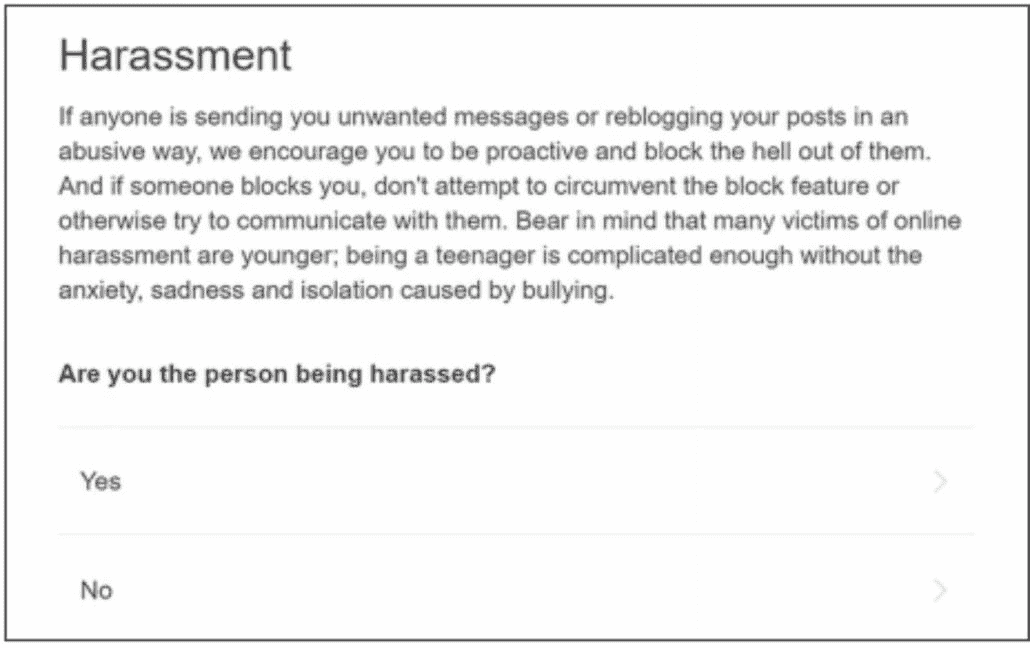 Harassment
If anyone is sending you unwanted messages or reblogging your posts in an
abusive way, we encourage you to be proactive and block the hell out of them.
And if someone blocks you, don't attempt to circumvent the block feature or
otherwise try to communicate with them. Bear in mind that many victims of online
harassment are younger; being a teenager is complicated enough without the
anxiety, sadness and isolation caused by bullying.
Are you the person being harassed?
Yes
No